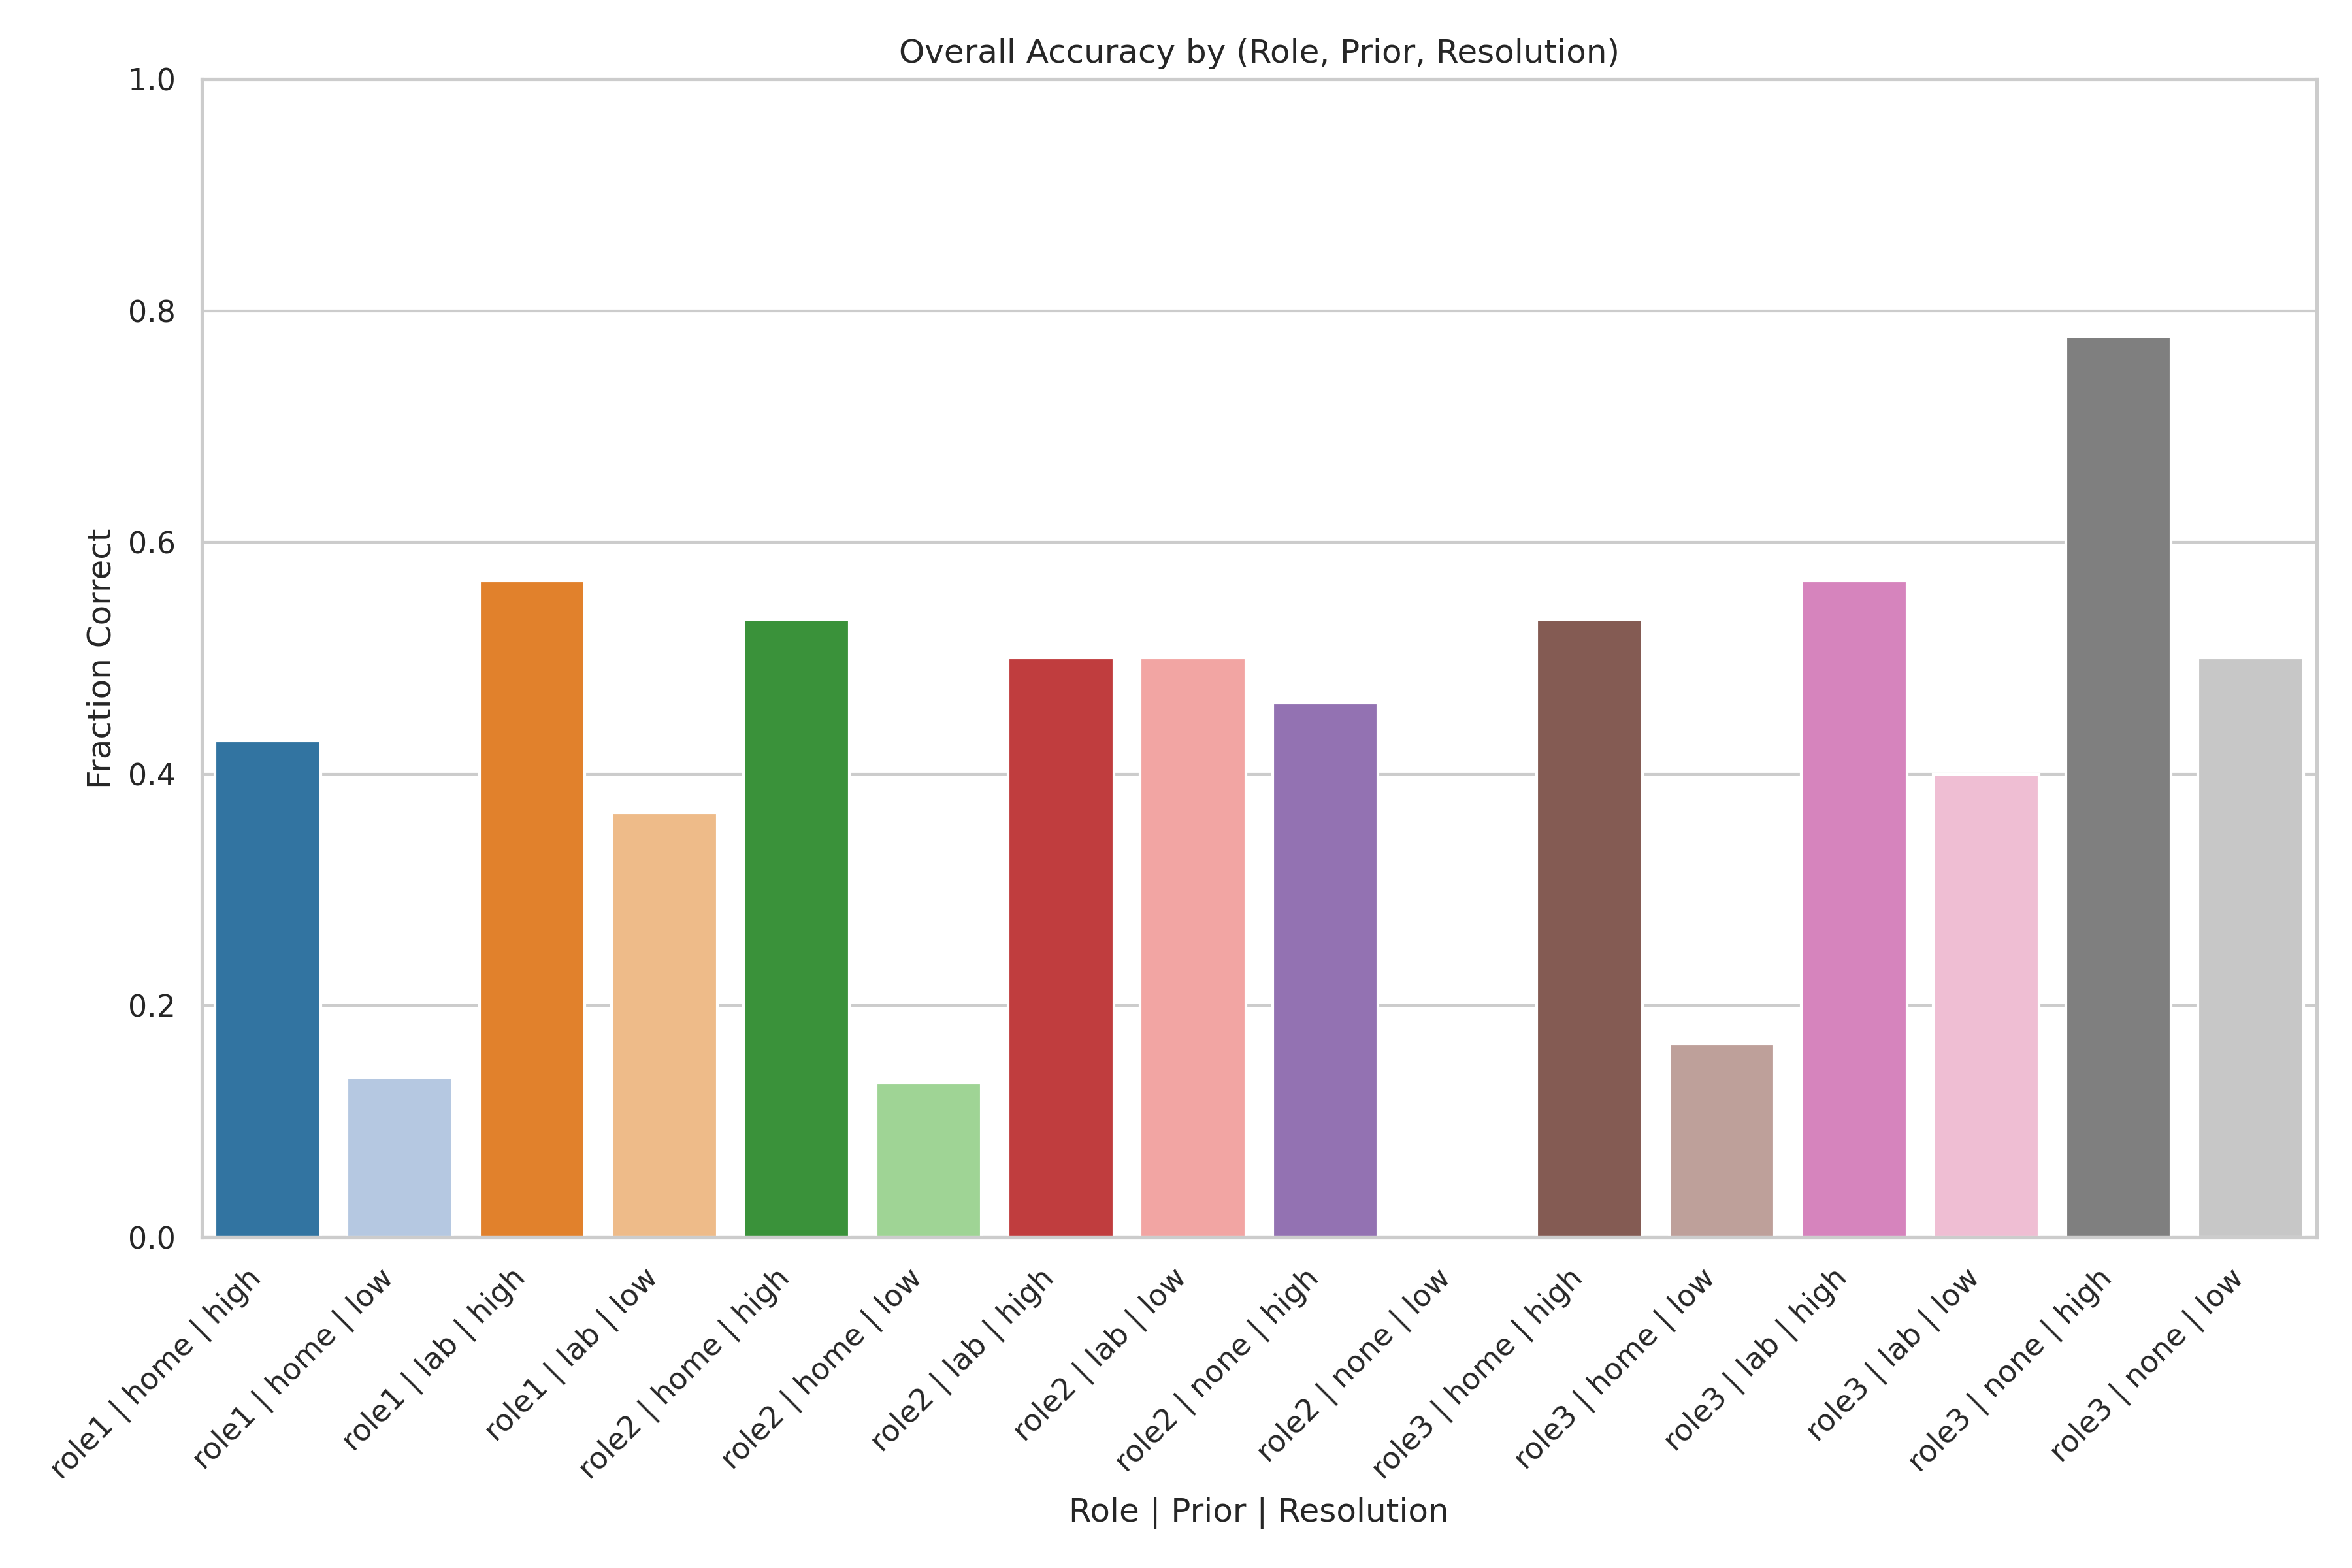 Overall Accuracy by (Role, Prior, Resolution)
Fraction Correct
1.0
0.8
0.6
0.4
0.2
0.0
role1 | home | high
role1 | home | low
role1 | lab | high
role1 | lab | low
role2 | home | high
role2 | home | low
role2 | lab | high
role2 | lab | low
role2 | none | high
role2 | none | low
role3 | home | high
role3 | home | low
role3 | lab | high
role3 | lab | low
role3 | none | high
role3 | none | low
Role | Prior | Resolution